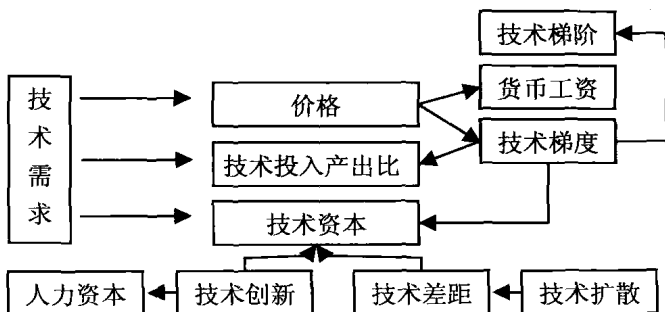 技术梯阶
技术需求
价格
货币工资
技术投入产出比
技术梯度
技术资本
人力资本
技术创新
技术差距
技术扩散